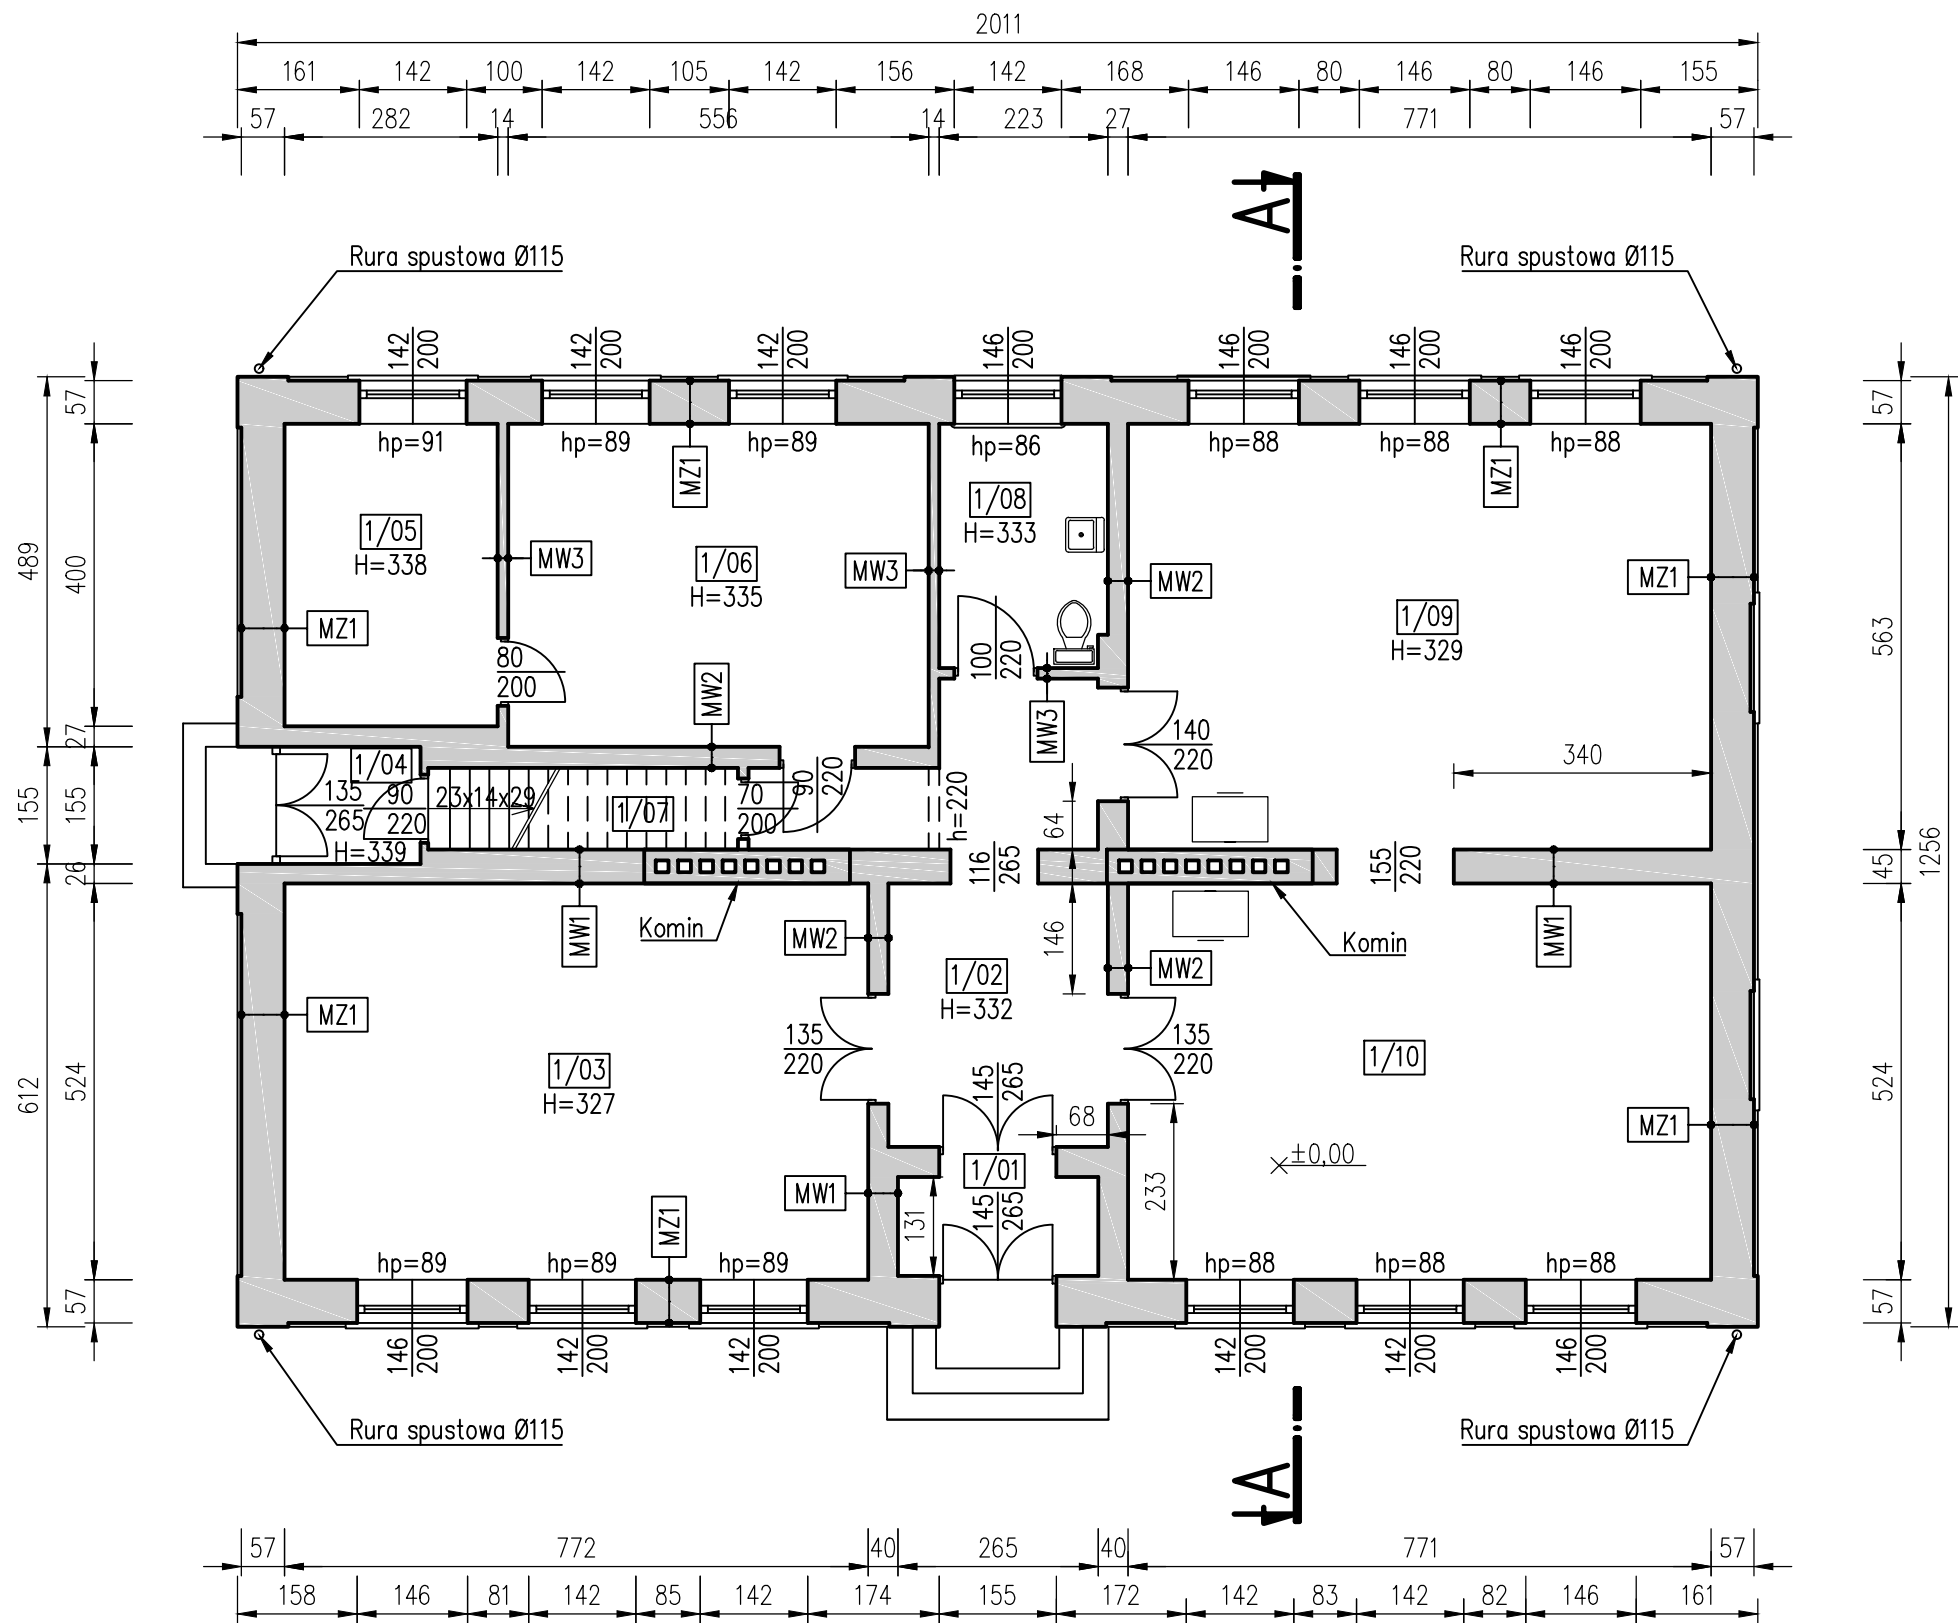 2011
161 142 100 142 105 142 156 142 168 146 80 146 80 146 155
57 282 14 556 14 223 27 771 57
A
Rura spustowa Ø115
Rura spustowa Ø115
142
200
142
200
142
200
146
200
146
200
146
200
146
200
hp=91
hp=89
hp=89
hp=86
hp=88
hp=88
hp=88
57
400
27
489
155
155
26
524
612
57
57
563
45
1256
524
57
MZ1
MZ1
1/05
H=338
MW3
1/06
H=335
MW3
1/08
H=333
MW2
1/09
H=329
MZ1
MZ1
80
200
MW2
100
220
MW3
140
220
340
1/04
135
265
90
220
H=339
23x14x29
1/07
70
200
90
220
h=220
64
116
265
155
220
Komin
Komin
MW1
MW2
146
MW2
MW1
MZ1
1/02
H=332
1/03
H=327
135
220
135
220
1/10
145
265
68
MZ1
1/01
±0,00
MW1
131
145
265
233
MZ1
hp=89
hp=89
hp=89
hp=88
hp=88
hp=88
146
200
142
200
142
200
142
200
142
200
146
200
Rura spustowa Ø115
Rura spustowa Ø115
A
57 772 40 265 40 771 57
158 146 81 142 85 142 174 155 172 142 83 142 82 146 161